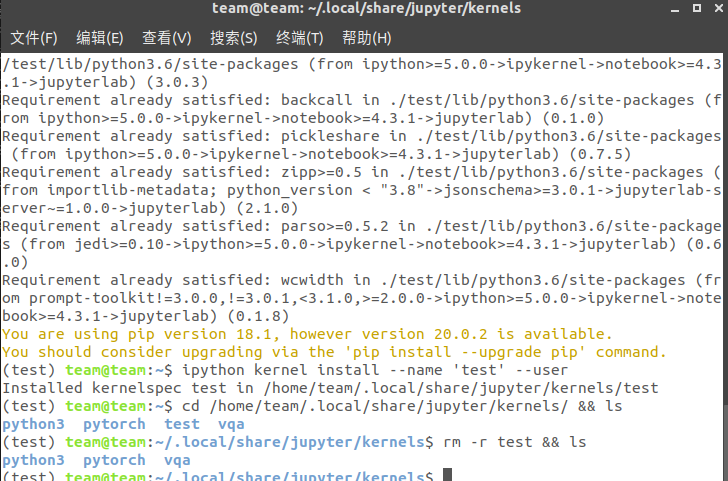 team@team: ~/.local/share/jupyter/kernels
文件(F) 编辑(E) 查看(V) 搜索(S) 终端(T) 帮助(H)
/test/lib/python3.6/site-packages (from ipython>=5.0.0->ipykernel->notebook>=4.3
.1->jupyterlab) (3.0.3)
Requirement already satisfied: backcall in ./test/lib/python3.6/site-packages (f
rom ipython>=5.0.0->ipykernel->notebook>=4.3.1->jupyterlab) (0.1.0)
Requirement already satisfied: pickleshare in ./test/lib/python3.6/site-packages
 (from ipython>=5.0.0->ipykernel->notebook>=4.3.1->jupyterlab) (0.7.5)
Requirement already satisfied: zipp>=0.5 in ./test/lib/python3.6/site-packages (
from importlib-metadata; python_version < "3.8"->jsonschema>=3.0.1->jupyterlab-s
erver~=1.0.0->jupyterlab) (2.1.0)
Requirement already satisfied: parso>=0.5.2 in ./test/lib/python3.6/site-package
s (from jedi>=0.10->ipython>=5.0.0->ipykernel->notebook>=4.3.1->jupyterlab) (0.6
.0)
Requirement already satisfied: wcwidth in ./test/lib/python3.6/site-packages (fr
om prompt-toolkit!=3.0.0,!=3.0.1,<3.1.0,>=2.0.0->ipython>=5.0.0->ipykernel->note
book>=4.3.1->jupyterlab) (0.1.8)
You are using pip version 18.1, however version 20.0.2 is available.
You should consider upgrading via the 'pip install --upgrade pip' command.
(test) team@team:~$ ipython kernel install --name 'test' --user
Installed kernelspec test in /home/team/.local/share/jupyter/kernels/test
(test) team@team:~$ cd /home/team/.local/share/jupyter/kernels/ && ls
python3  pytorch  test  vqa
(test) team@team:~/.local/share/jupyter/kernels$ rm -r test && ls
python3  pytorch  vqa
(test) team@team:~/.local/share/jupyter/kernels$